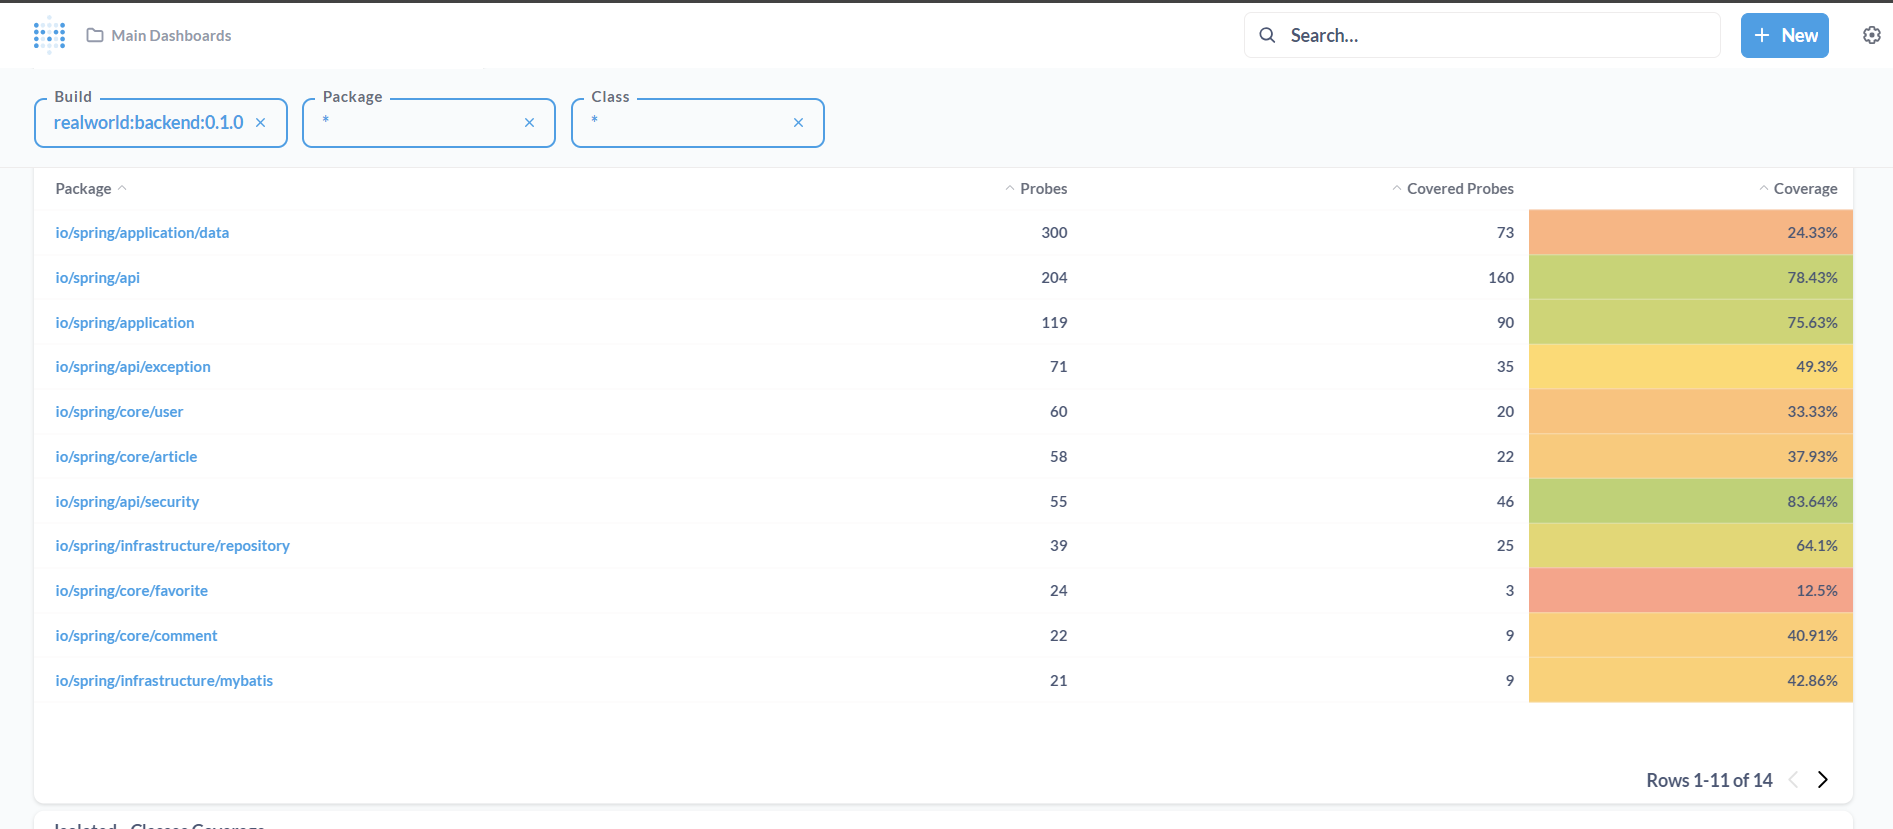 Main Dashboards
Search...
+ New
Build
realworld:backend:0.1.0 ×
Package
* ×
Class
* ×
Package Probes Covered Probes Coverage
io/spring/application/data 300 73 24.33%
io/spring/api 204 160 78.43%
io/spring/application 119 90 75.63%
io/spring/api/exception 71 35 49.3%
io/spring/core/user 60 20 33.33%
io/spring/core/article 58 22 37.93%
io/spring/api/security 55 46 83.64%
io/spring/infrastructure/repository 39 25 64.1%
io/spring/core/favorite 24 3 12.5%
io/spring/core/comment 22 9 40.91%
io/spring/infrastructure/mybatis 21 9 42.86%
Rows 1-11 of 14
Isolated - Classes Coverage